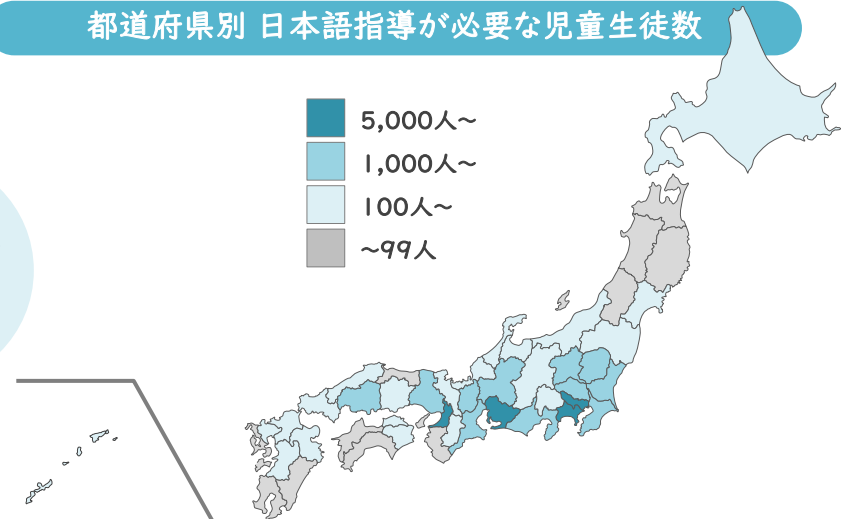 都道府県別 日本語指導が必要な児童生徒数
5,000人～
1,000人～
100人～
～99人